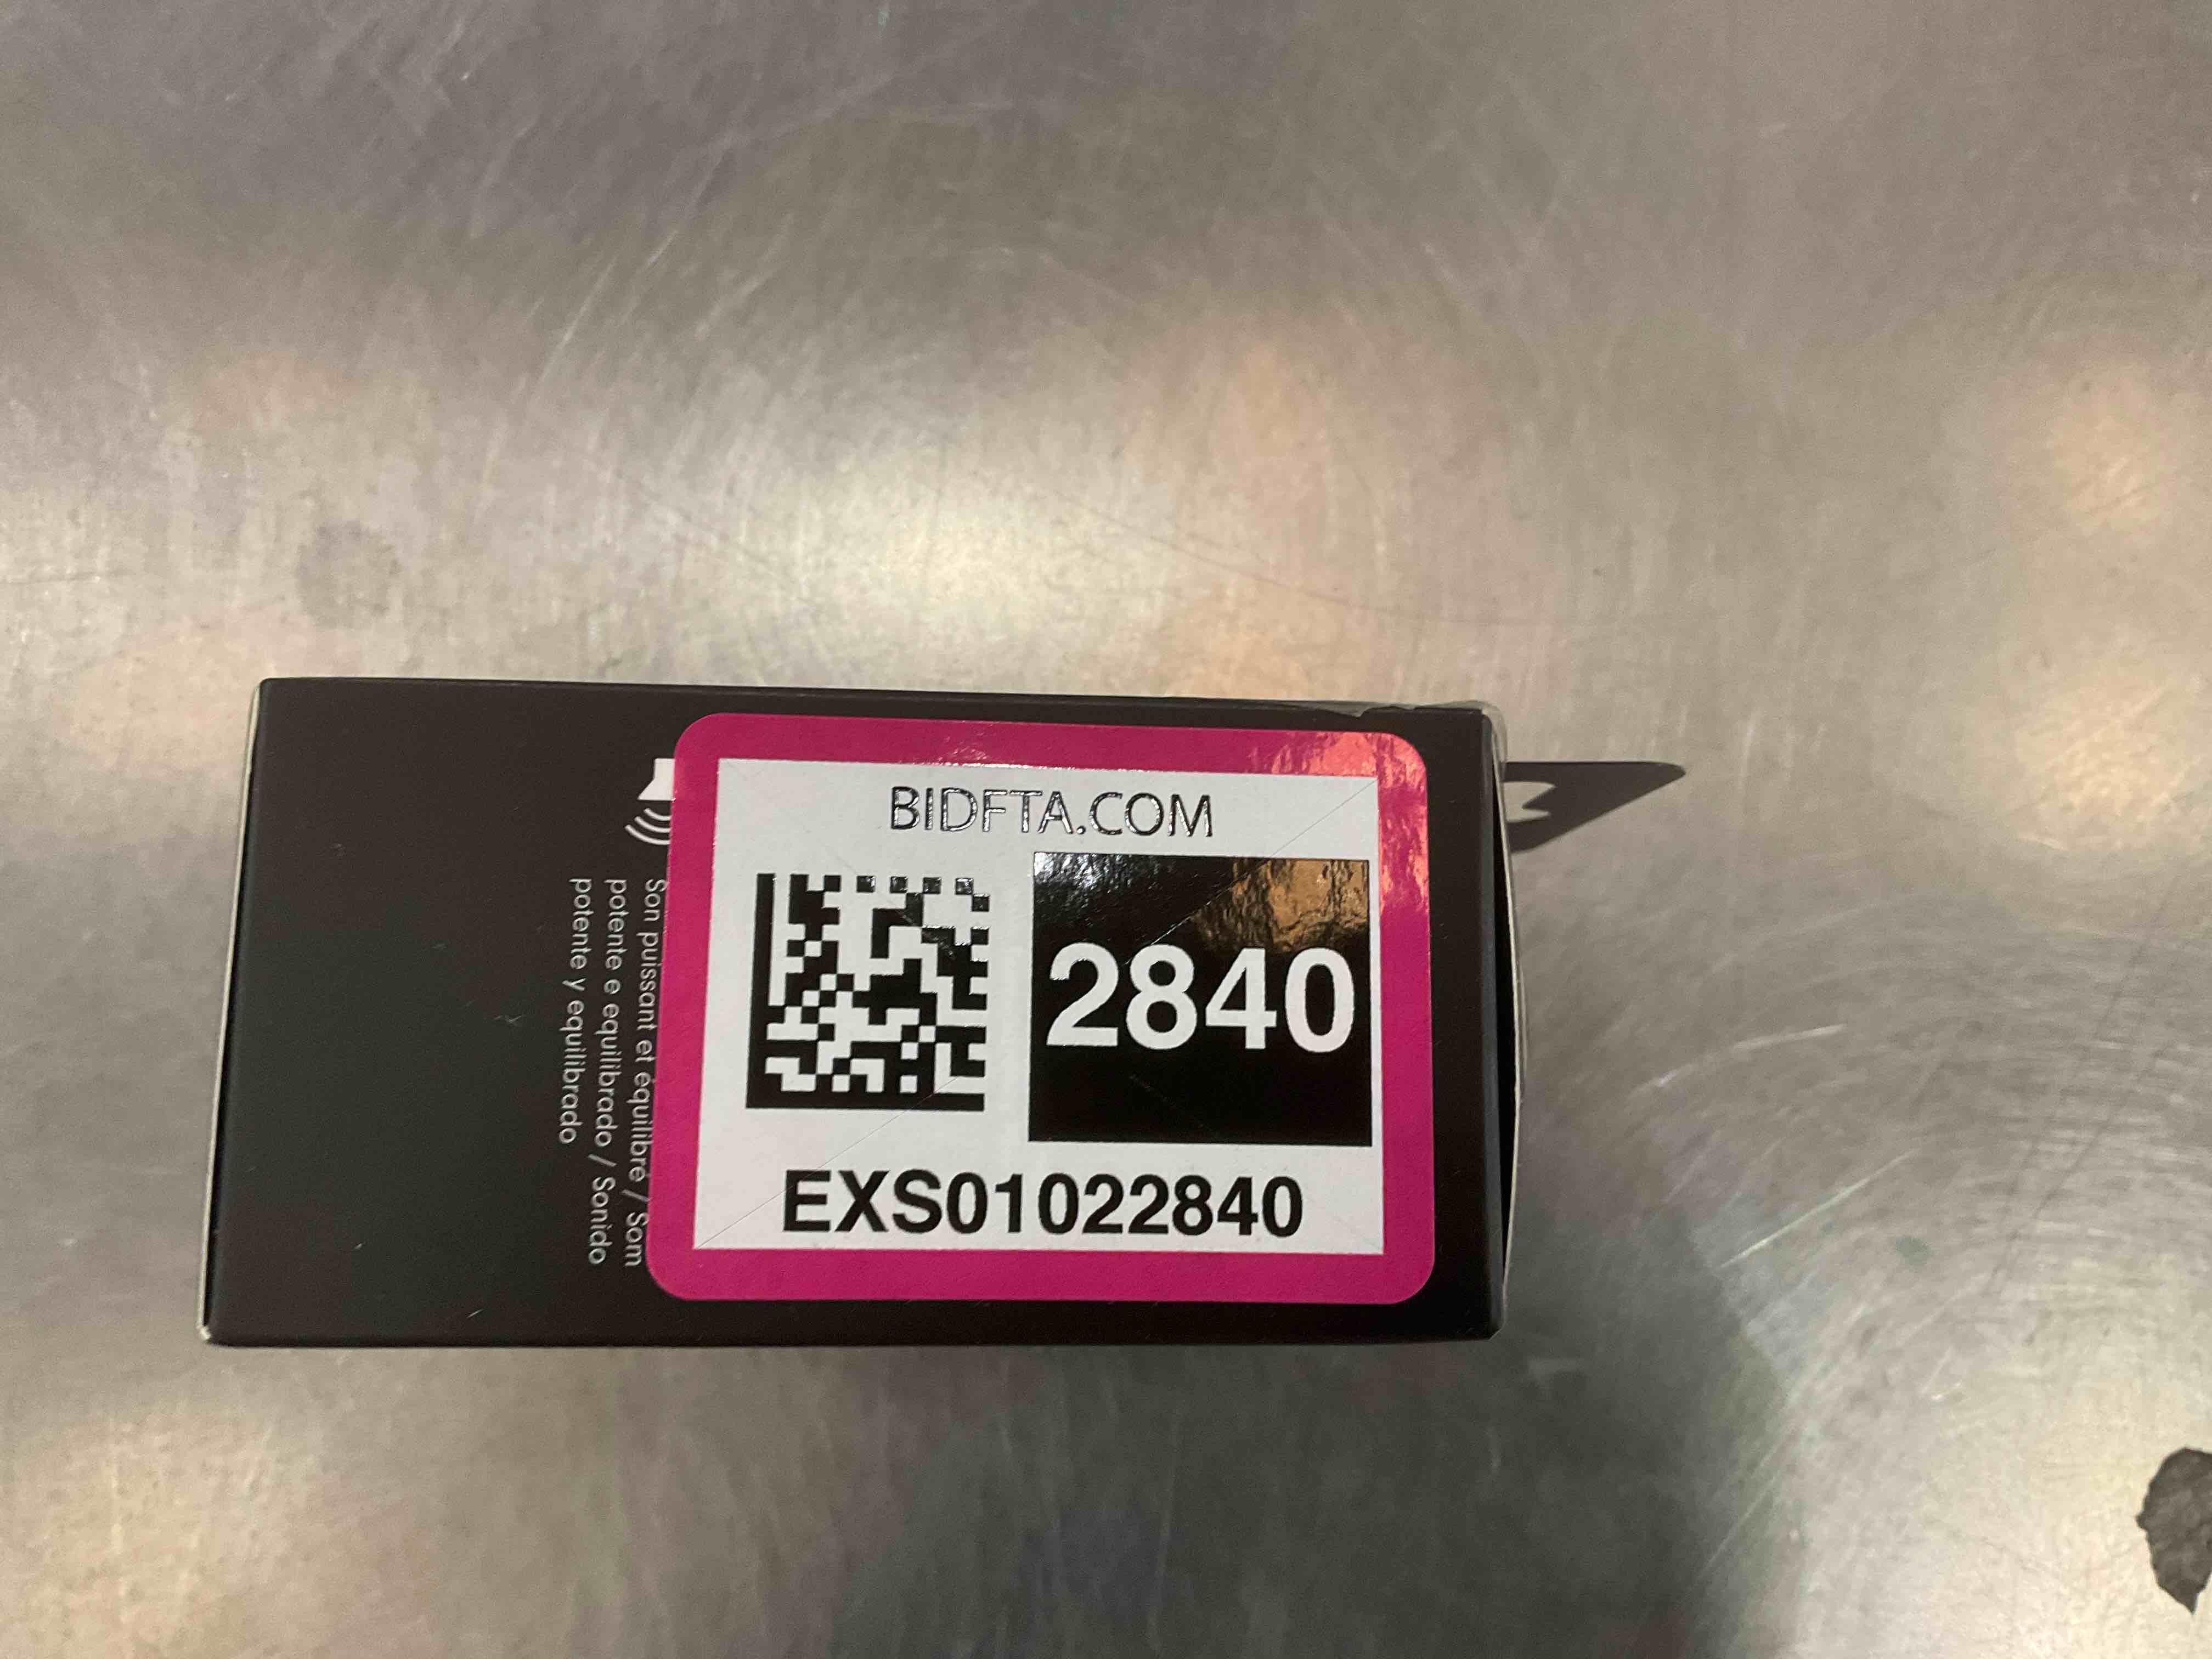 BIDFTA.COM
2840
EXS01022840
Son puissant et équilibré / Som
potente e equilibrado / Sonido
potente y equilibrado